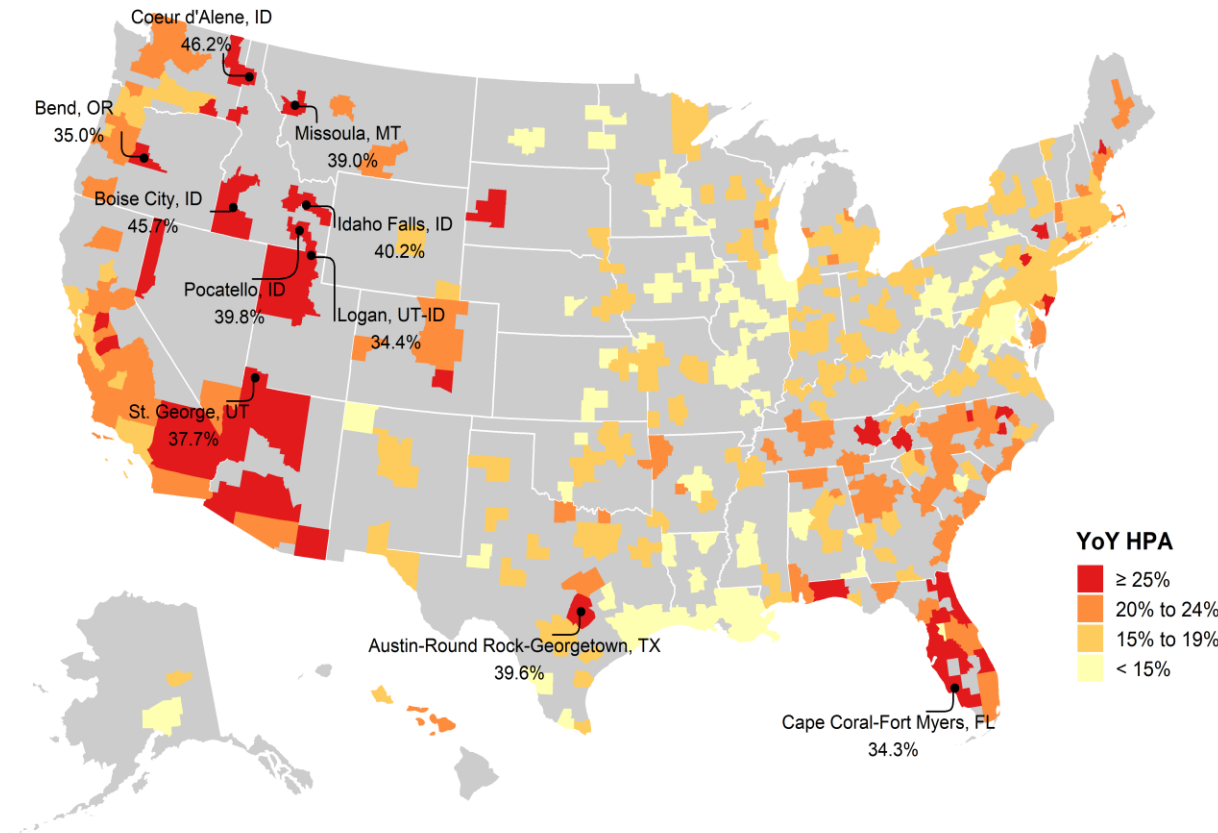 Coeur d'Alene, ID
46.2%
Bend, OR
35.0%
Missoula, MT
39.0%
Boise City, ID
45.7%
Idaho Falls, ID
40.2%
Pocatello, ID
39.8%
Logan, UT-ID
34.4%
St. George, UT
37.7%
Austin-Round Rock-Georgetown, TX
39.6%
Cape Coral-Fort Myers, FL
34.3%
YoY HPA
≥ 25%
20% to 24%
15% to 19%
< 15%